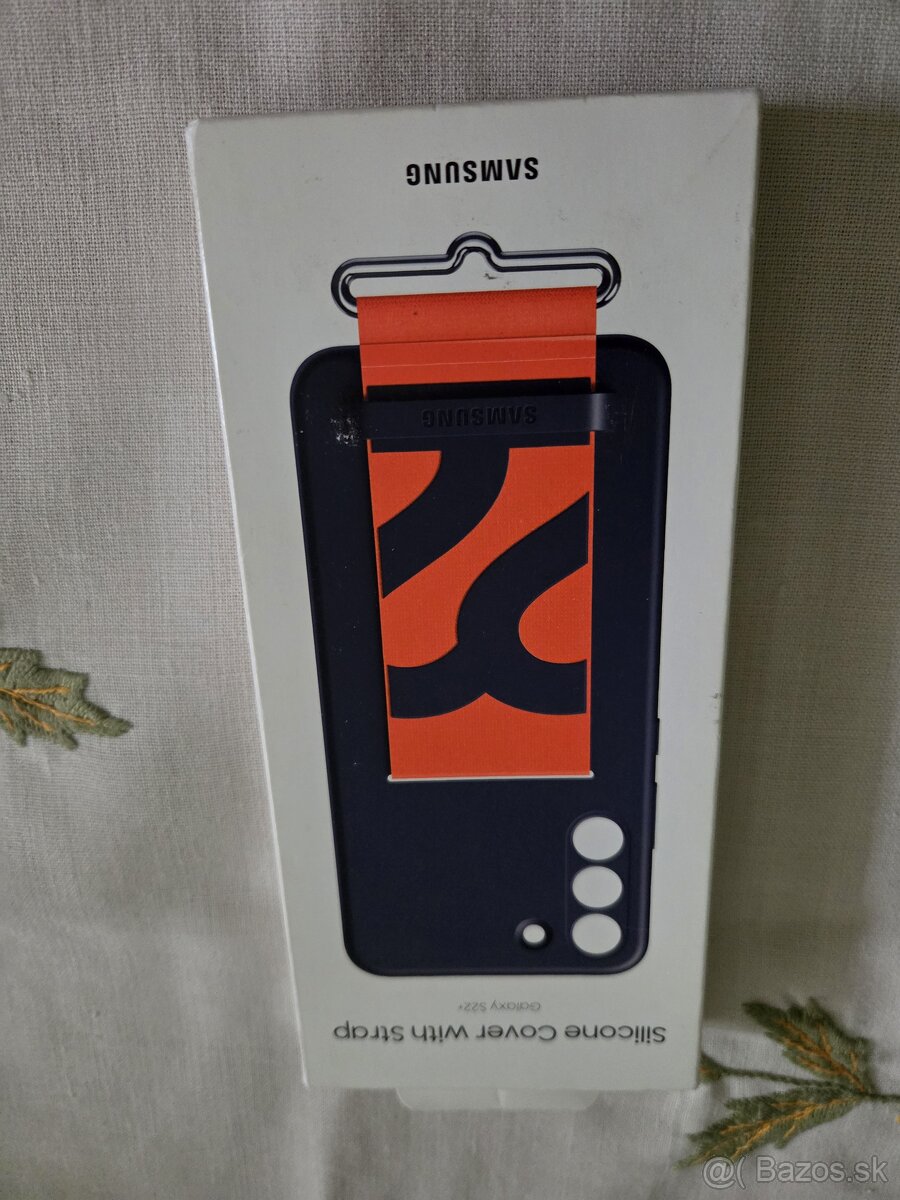 Silicone Cover with Strap
Galaxy S22+
SAMSUNG
SAMSUNG
@( Bazos.sk